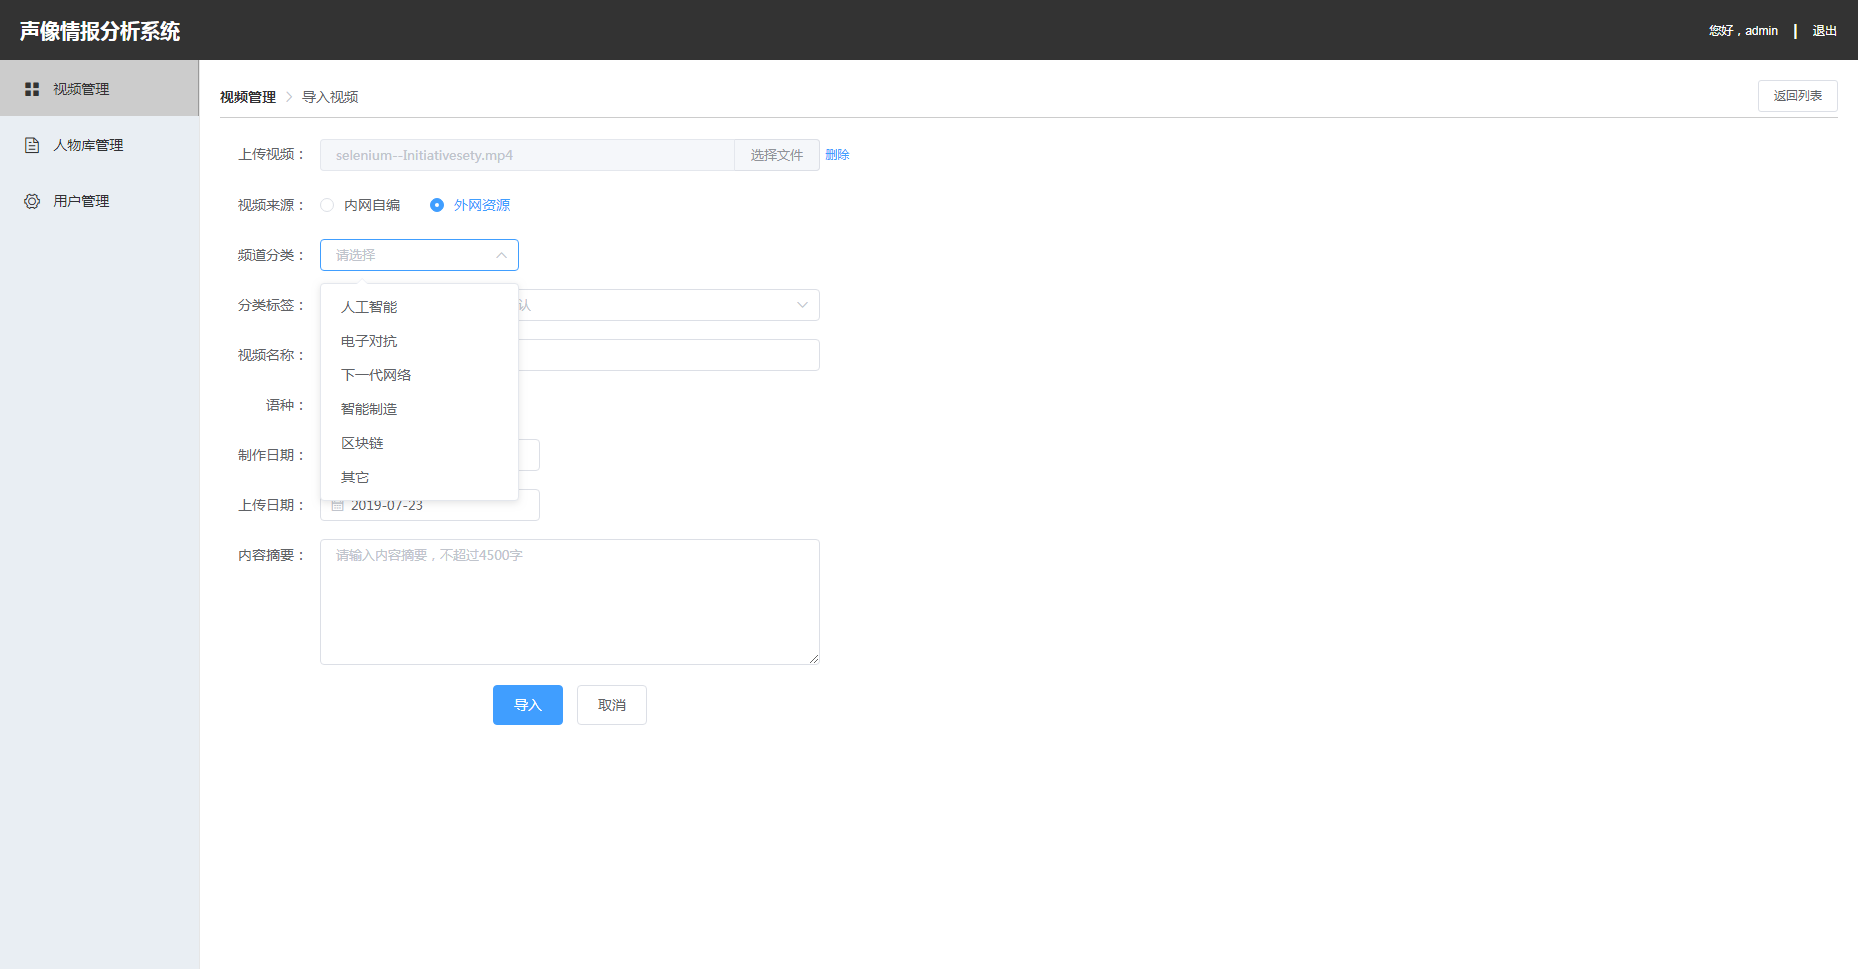 声像情报分析系统
您好，admin | 退出
视频管理
人物库管理
用户管理
视频管理 > 导入视频
返回列表
上传视频： selenium--Initiativesety.mp4 选择文件 删除
视频来源： 内网自编 外网资源
频道分类： 请选择
分类标签： 认
人工智能
电子对抗
视频名称：
下一代网络
语种：
智能制造
区块链
制作日期：
其它
上传日期： 2019-07-23
内容摘要： 请输入内容摘要，不超过4500字
导入 取消